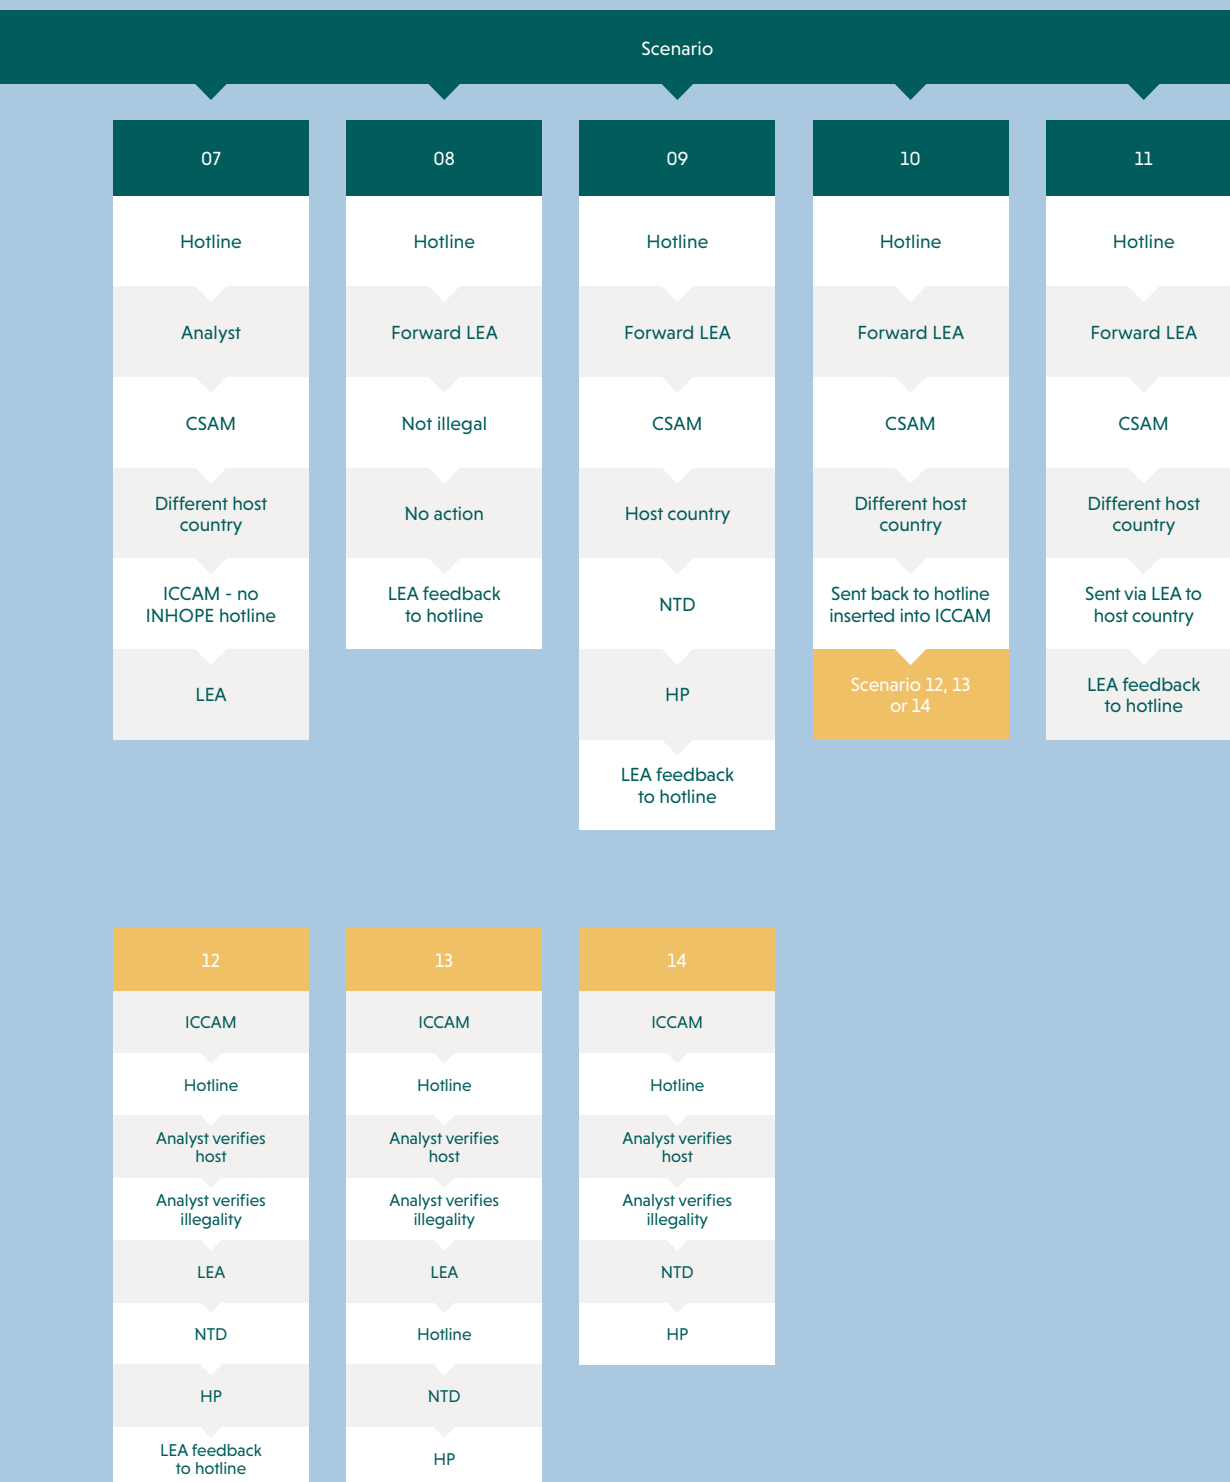 Scenario
07
Hotline
Analyst
CSAM
Different host
country
ICCAM - no
INHOPE hotline
LEA
08
Hotline
Forward LEA
Not illegal
No action
LEA feedback
to hotline
09
Hotline
Forward LEA
CSAM
Host country
NTD
HP
LEA feedback
to hotline
10
Hotline
Forward LEA
CSAM
Different host
country
Sent back to hotline
inserted into ICCAM
Scenario 12, 13
or 14
11
Hotline
Forward LEA
CSAM
Different host
country
Sent via LEA to
host country
LEA feedback
to hotline
12
ICCAM
Hotline
Analyst verifies
host
Analyst verifies
illegality
LEA
NTD
HP
LEA feedback
to hotline
13
ICCAM
Hotline
Analyst verifies
host
Analyst verifies
illegality
LEA
Hotline
NTD
HP
14
ICCAM
Hotline
Analyst verifies
host
Analyst verifies
illegality
NTD
HP